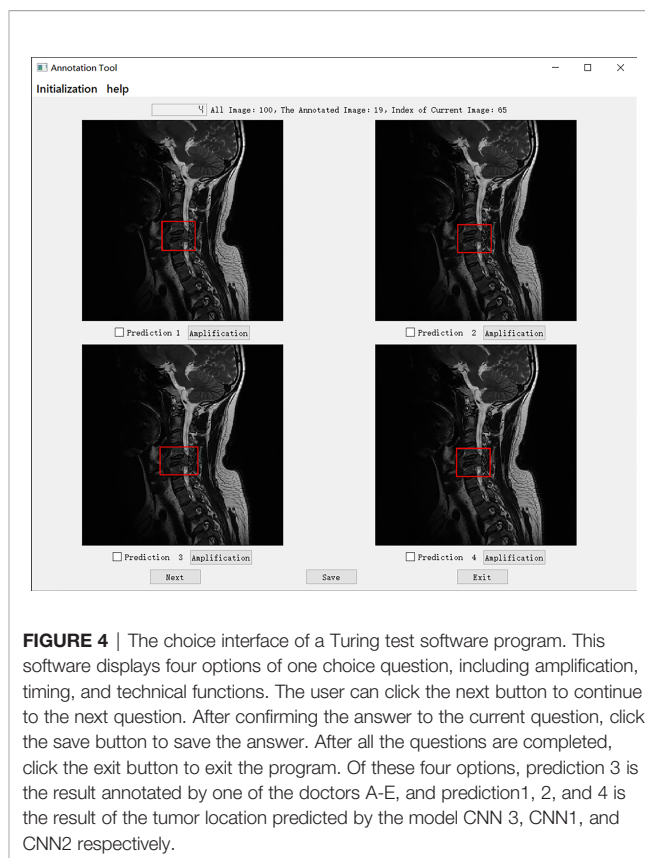 Annotation Tool
Initialization help
4 All Image: 100, The Annotated Image: 19, Index of Current Image: 65
Prediction 1 Amplification
Prediction 2 Amplification
Prediction 3 Amplification
Prediction 4 Amplification
Next Save Exit
FIGURE 4 | The choice interface of a Turing test software program. This
software displays four options of one choice question, including amplification,
timing, and technical functions. The user can click the next button to continue
to the next question. After confirming the answer to the current question, click
the save button to save the answer. After all the questions are completed,
click the exit button to exit the program. Of these four options, prediction 3 is
the result annotated by one of the doctors A-E, and prediction1, 2, and 4 is
the result of the tumor location predicted by the model CNN 3, CNN1, and
CNN2 respectively.